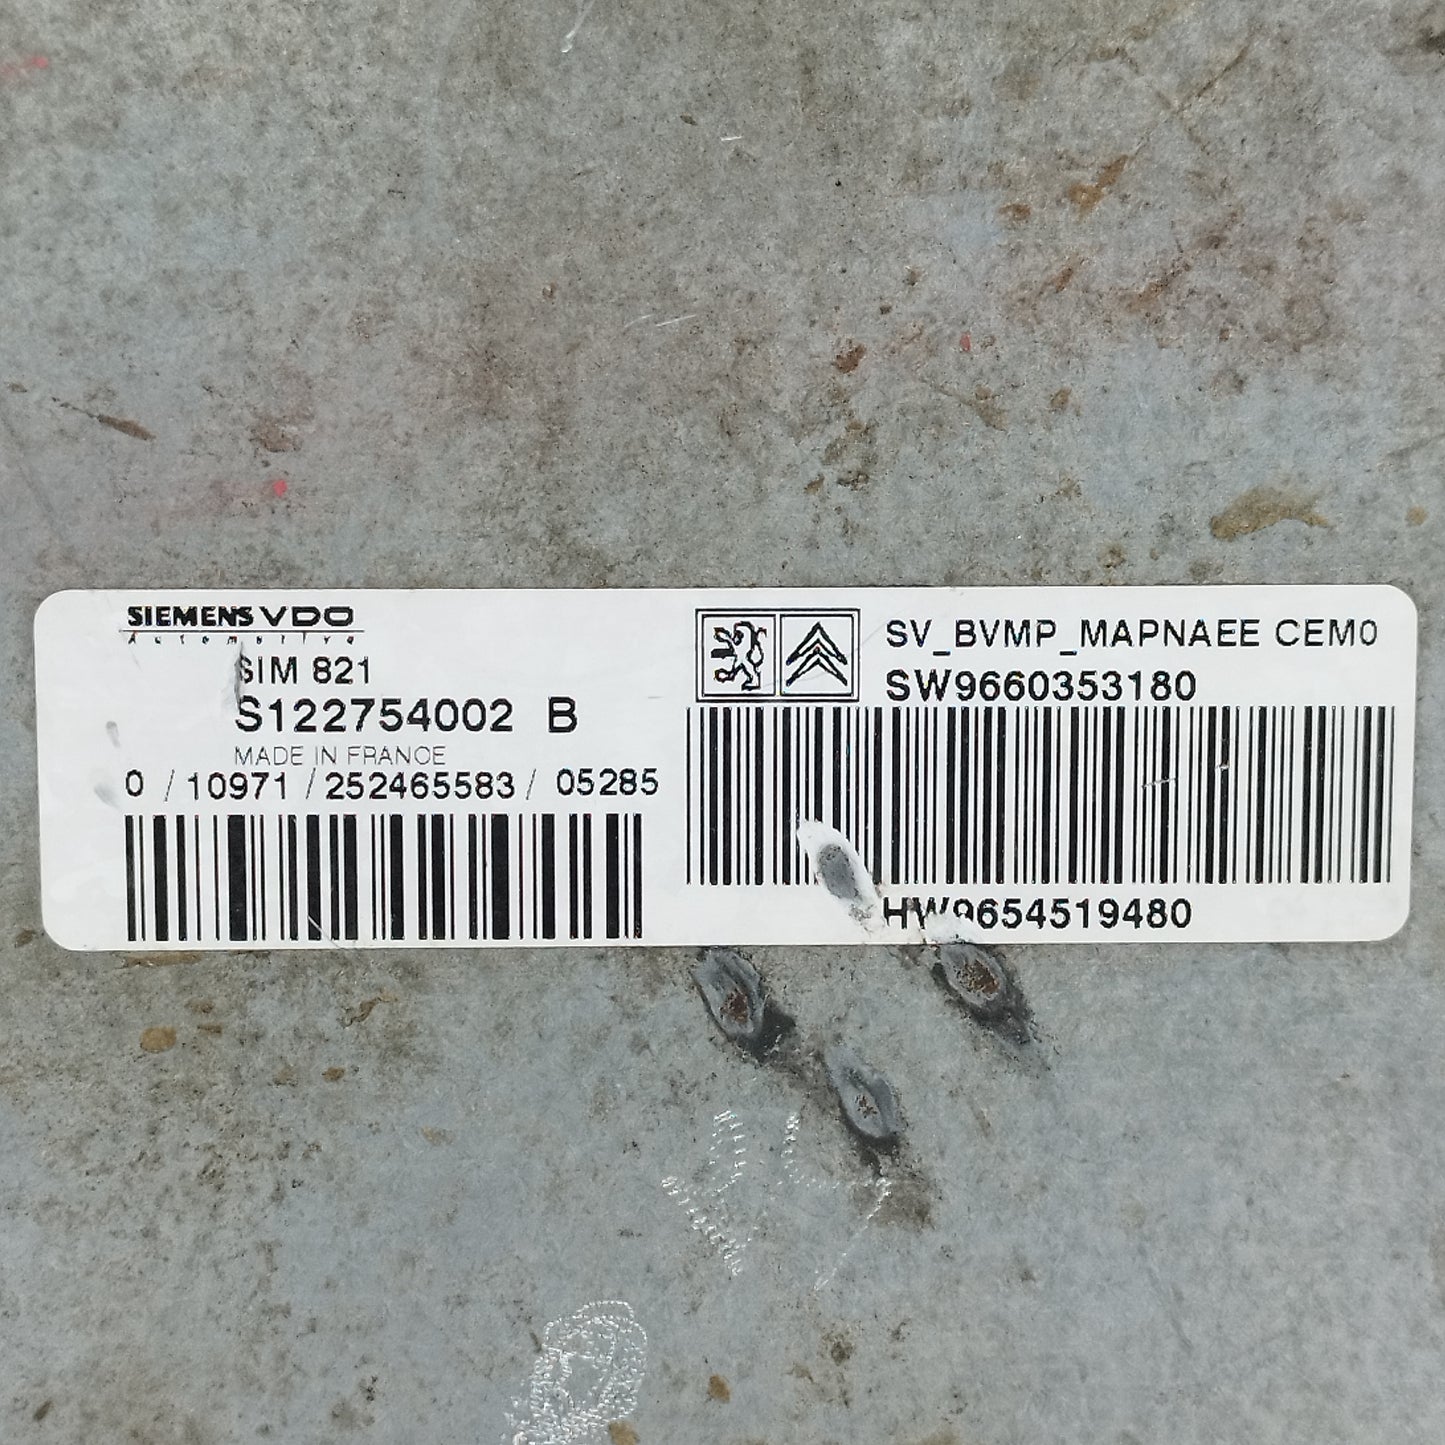 SIEMENS VDO
Automotive
SIM 821
S122754002 B
MADE IN FRANCE
0 / 10971 / 252465583 / 05285
SV_BVMP_MAPNAEE CEM0
SW9660353180
HW9654519480